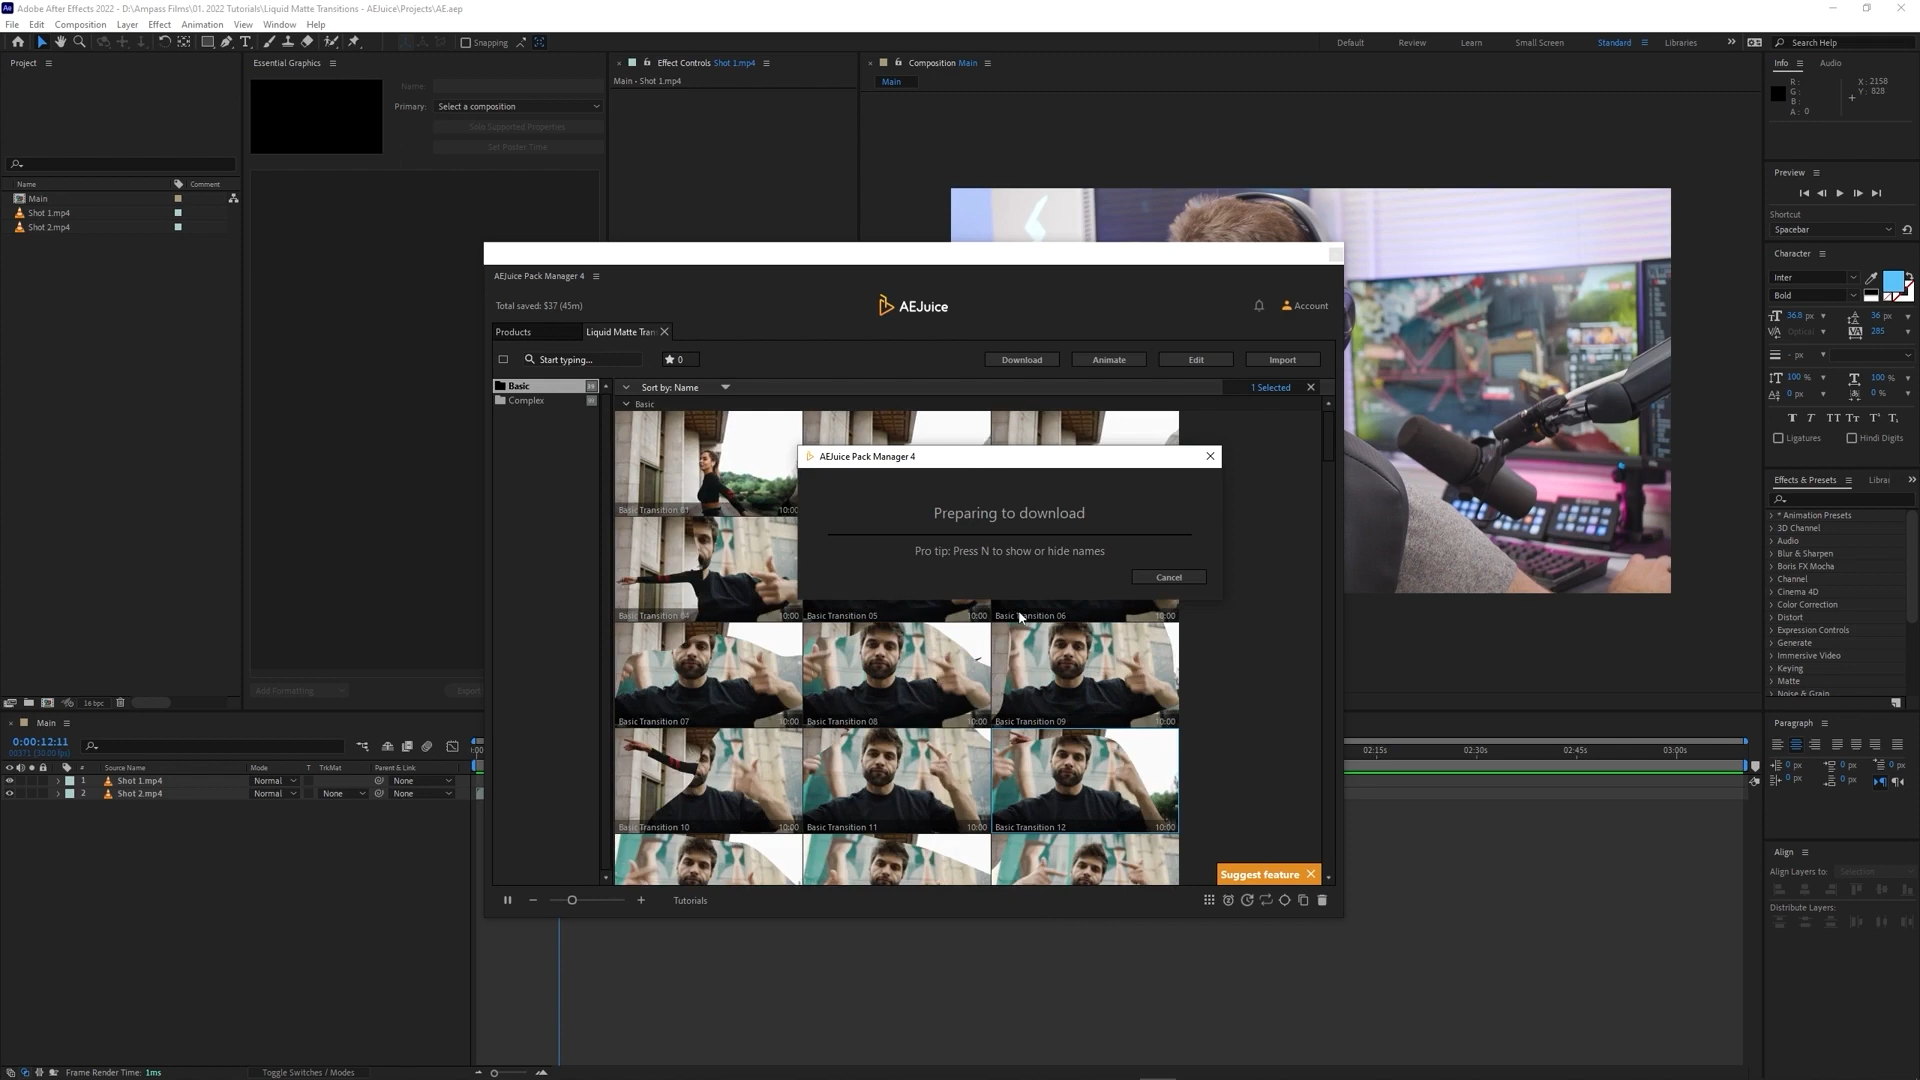 Adobe After Effects 2022 - D:\Ampass Films\01. 2022 Tutorials\Liquid Matte Transitions - AEJuice\Projects\AE.aep
File Edit Composition Layer Effect Animation View Window Help
Snapping
Default Review Learn Small Screen Standard Libraries Search Help
Project
Essential Graphics
Effect Controls Shot 1.mp4
Composition Main
Info Audio
Main - Shot 1.mp4
Main
Name:
Primary: Select a composition
Solo Supported Properties
Set Poster Time
R:
G:
B:
A: 0
X: 2158
Y: 828
Name Comment
Main
Shot 1.mp4
Shot 2.mp4
Preview
Shortcut
Spacebar
Character
Inter
Bold
36.8 px 36 px
Optical 285
- px
100 % 100 %
0 px 0 %
Ligatures Hindi Digits
Effects & Presets Librai
* Animation Presets
3D Channel
Audio
Blur & Sharpen
Boris FX Mocha
Channel
Cinema 4D
Color Correction
Distort
Expression Controls
Generate
Immersive Video
Keying
Matte
Noise & Grain
Paragraph
0 px 0 px 0 px
0 px 0 px
Align
Align Layers to: Selection
Distribute Layers:
AEJuice Pack Manager 4
Total saved: $37 (45m)
AEJuice
Account
Products Liquid Matte Tran
Start typing... 0 Download Animate Edit Import
Basic
Complex
Sort by: Name 1 Selected
Basic
Basic Transition 01 10:00
AEJuice Pack Manager 4
Preparing to download
Pro tip: Press N to show or hide names
Cancel
Basic Transition 04 10:00 Basic Transition 05 10:00 Basic Transition 06 10:00
Basic Transition 07 10:00 Basic Transition 08 10:00 Basic Transition 09 10:00
Basic Transition 10 10:00 Basic Transition 11 10:00 Basic Transition 12 10:00
Suggest feature
Tutorials
Add Formatting Export
16 bpc
Main
0:00:12:11
00371 (30.00 fps)
02:15s 02:30s 02:45s 03:00s
# Source Name Mode T TrkMat Parent & Link
1 Shot 1.mp4 Normal None
2 Shot 2.mp4 Normal None None
Frame Render Time: 1ms
Toggle Switches / Modes